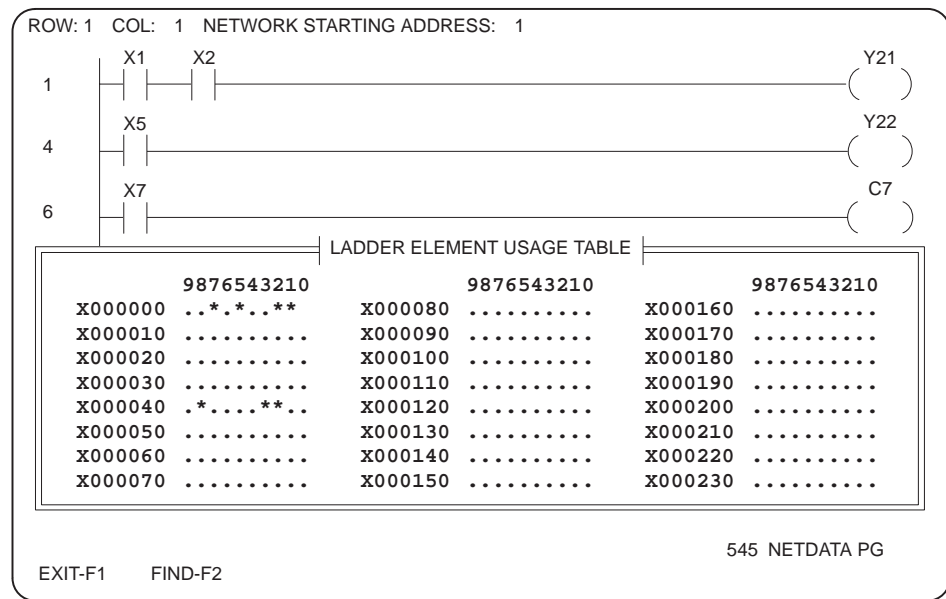 ROW: 1 COL: 1 NETWORK STARTING ADDRESS: 1
X1 X2 Y21
1
X5 Y22
4
X7 C7
6
LADDER ELEMENT USAGE TABLE
9876543210 9876543210 9876543210
X000000 ..*.*..** X000080 .......... X000160 ..........
X000010 .......... X000090 .......... X000170 ..........
X000020 .......... X000100 .......... X000180 ..........
X000030 .......... X000110 .......... X000190 ..........
X000040 .*....**.. X000120 .......... X000200 ..........
X000050 .......... X000130 .......... X000210 ..........
X000060 .......... X000140 .......... X000220 ..........
X000070 .......... X000150 .......... X000230 ..........
545 NETDATA PG
EXIT-F1 FIND-F2